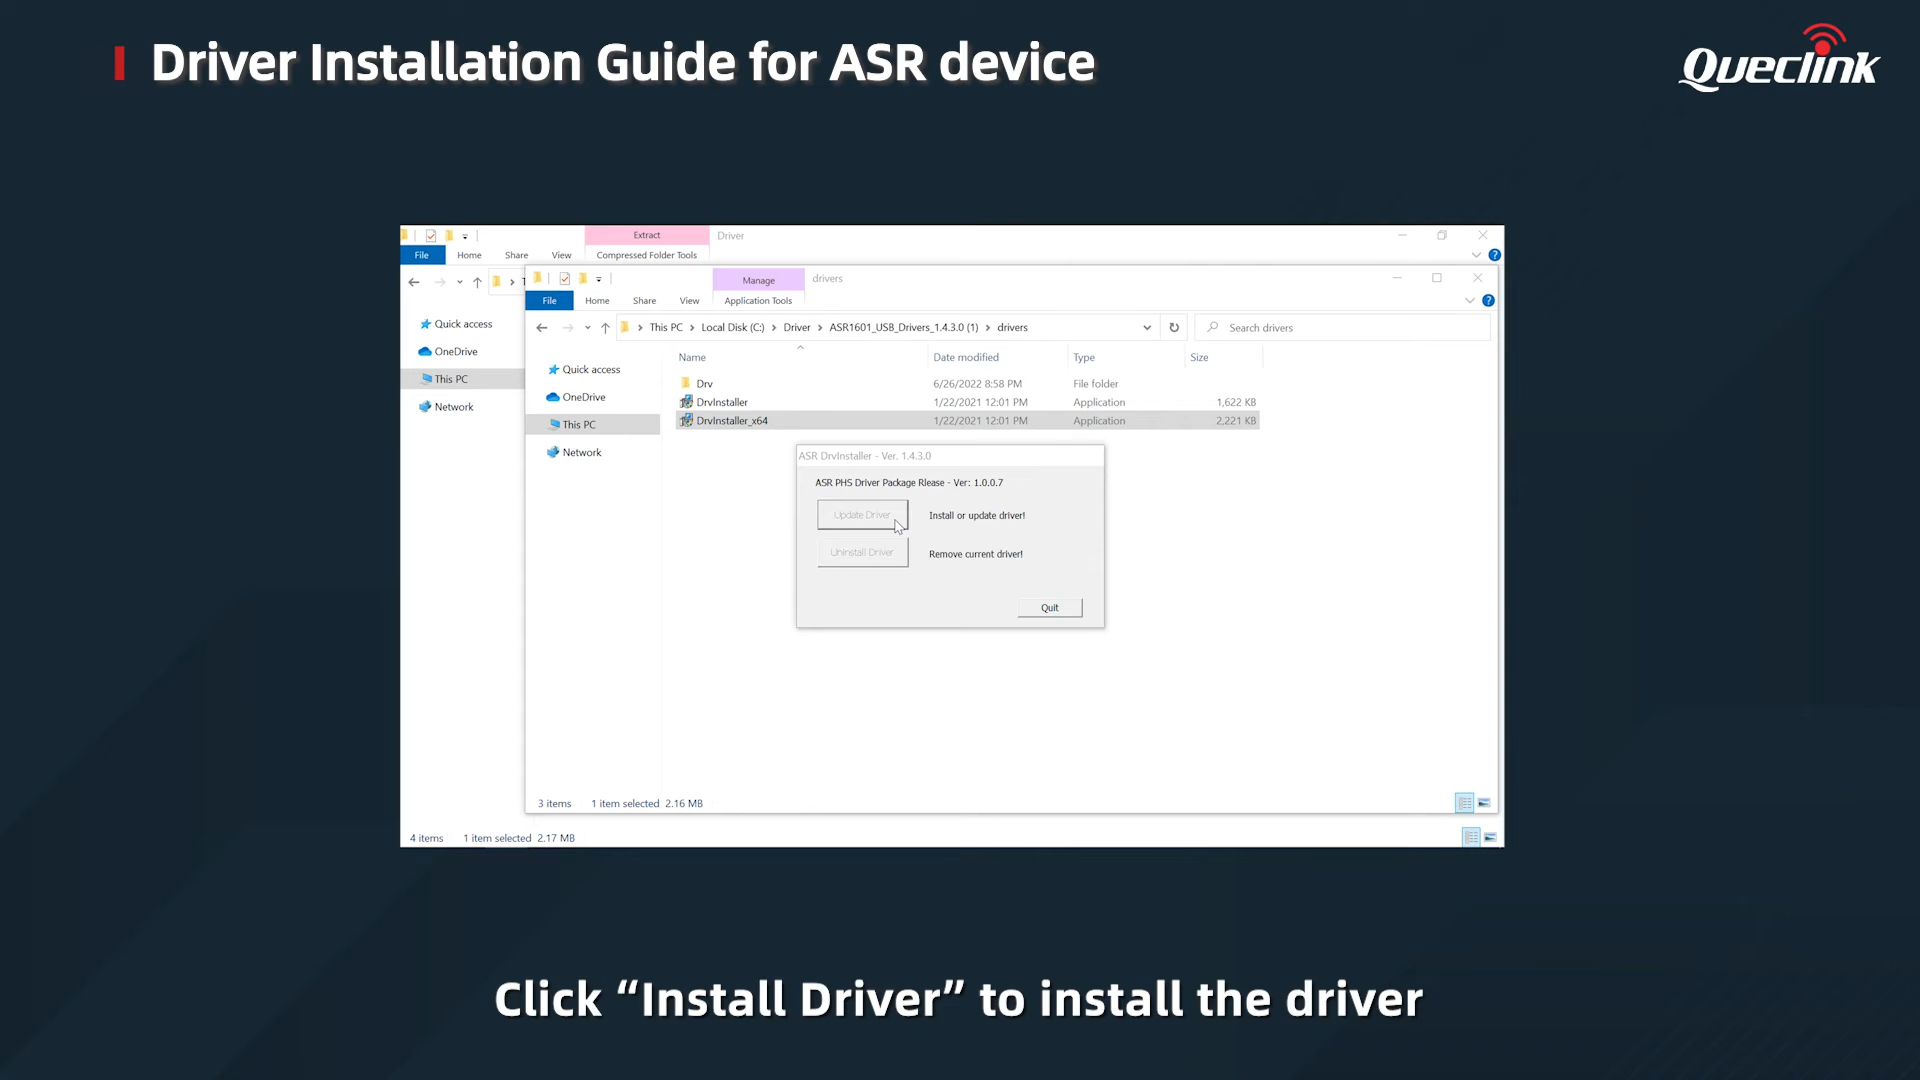 Driver Installation Guide for ASR device
Queclink
Extract
Driver
File
Home
Share
View
Compressed Folder Tools
Manage
drivers
File
Home
Share
View
Application Tools
This PC
Local Disk (C:)
Driver
ASR1601_USB_Drivers_1.4.3.0 (1)
drivers
Search drivers
Quick access
OneDrive
This PC
Network
Quick access
OneDrive
This PC
Network
Name
Date modified
Type
Size
Drv
6/26/2022 8:58 PM
File folder
DrvInstaller
1/22/2021 12:01 PM
Application
1,622 KB
DrvInstaller_x64
1/22/2021 12:01 PM
Application
2,221 KB
ASR DrvInstaller - Ver. 1.4.3.0
ASR PHS Driver Package Rlease - Ver: 1.0.0.7
Update Driver
Install or update driver!
Uninstall Driver
Remove current driver!
Quit
3 items
1 item selected 2.16 MB
4 items
1 item selected 2.17 MB
Click “Install Driver” to install the driver